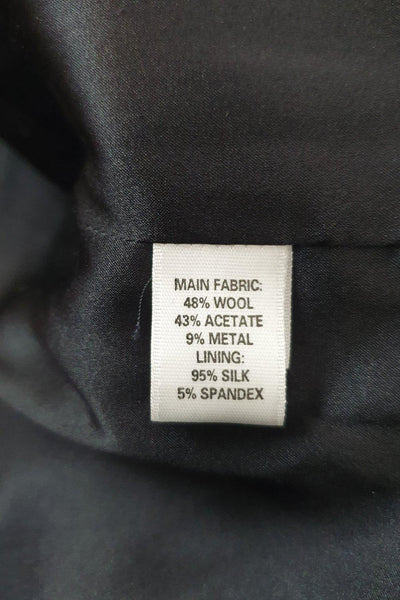 MAIN FABRIC:
48% WOOL
43% ACETATE
9% METAL
LINING:
95% SILK
5% SPANDEX